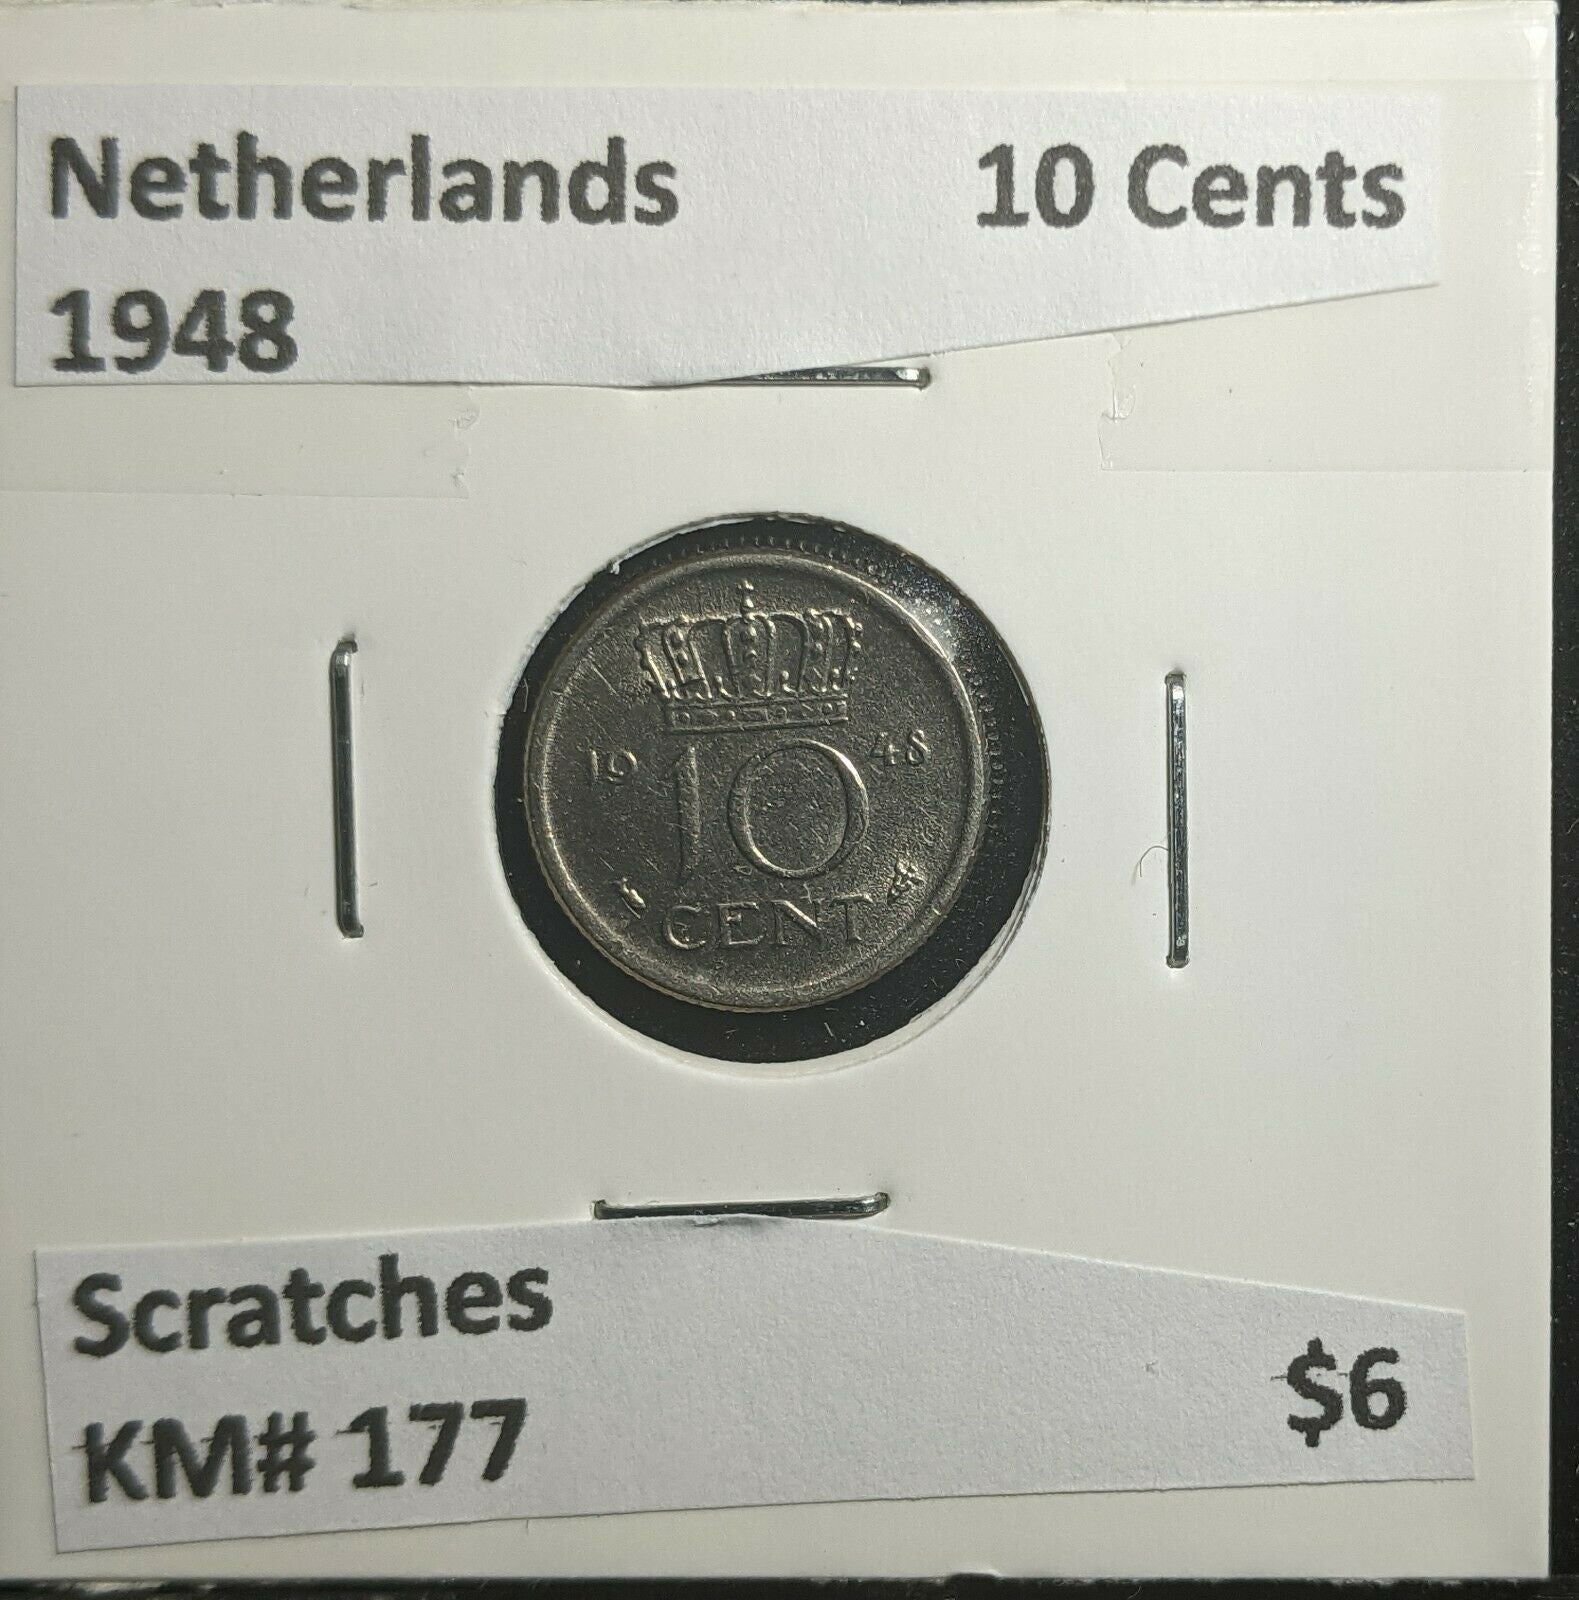 Netherlands 10 Cents
1948
19 10 48
CENT
Scratches
KM# 177 $6